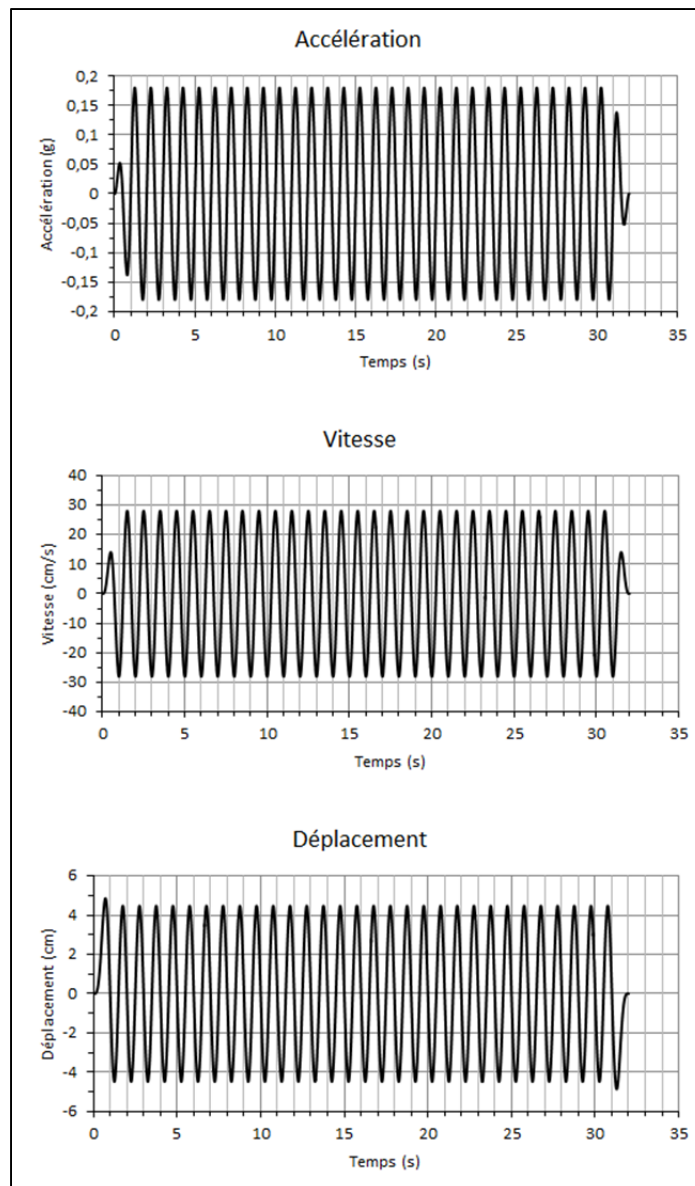 Accélération
0,2
0,15
0,1
0,05
0
-0,05
-0,1
-0,15
-0,2
Accélération (g)
0 5 10 15 20 25 30 35
Temps (s)
Vitesse
40
30
20
10
0
-10
-20
-30
-40
Vitesse (cm/s)
0 5 10 15 20 25 30 35
Temps (s)
Déplacement
6
4
2
0
-2
-4
-6
Déplacement (cm)
0 5 10 15 20 25 30 35
Temps (s)